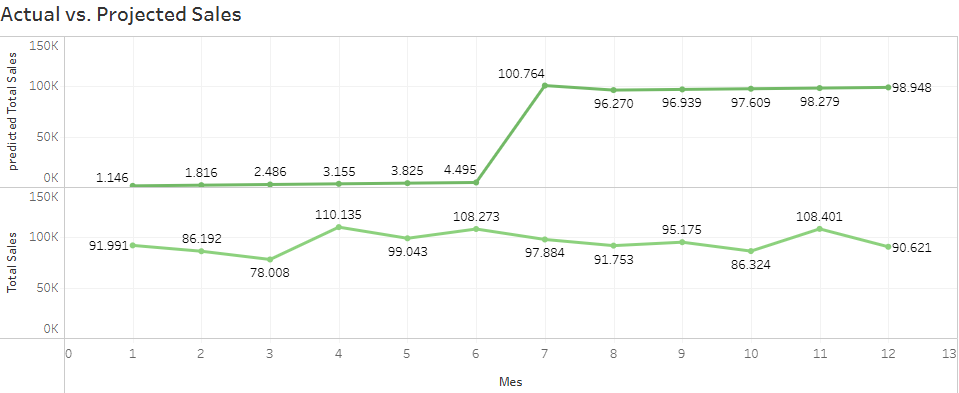 Actual vs. Projected Sales
predicted Total Sales
150K
100K
50K
0K
1.146
1.816
2.486
3.155
3.825
4.495
100.764
96.270
96.939
97.609
98.279
98.948
Total Sales
150K
100K
50K
0K
91.991
86.192
78.008
110.135
99.043
108.273
97.884
91.753
95.175
86.324
108.401
90.621
0 1 2 3 4 5 6 7 8 9 10 11 12 13
Mes